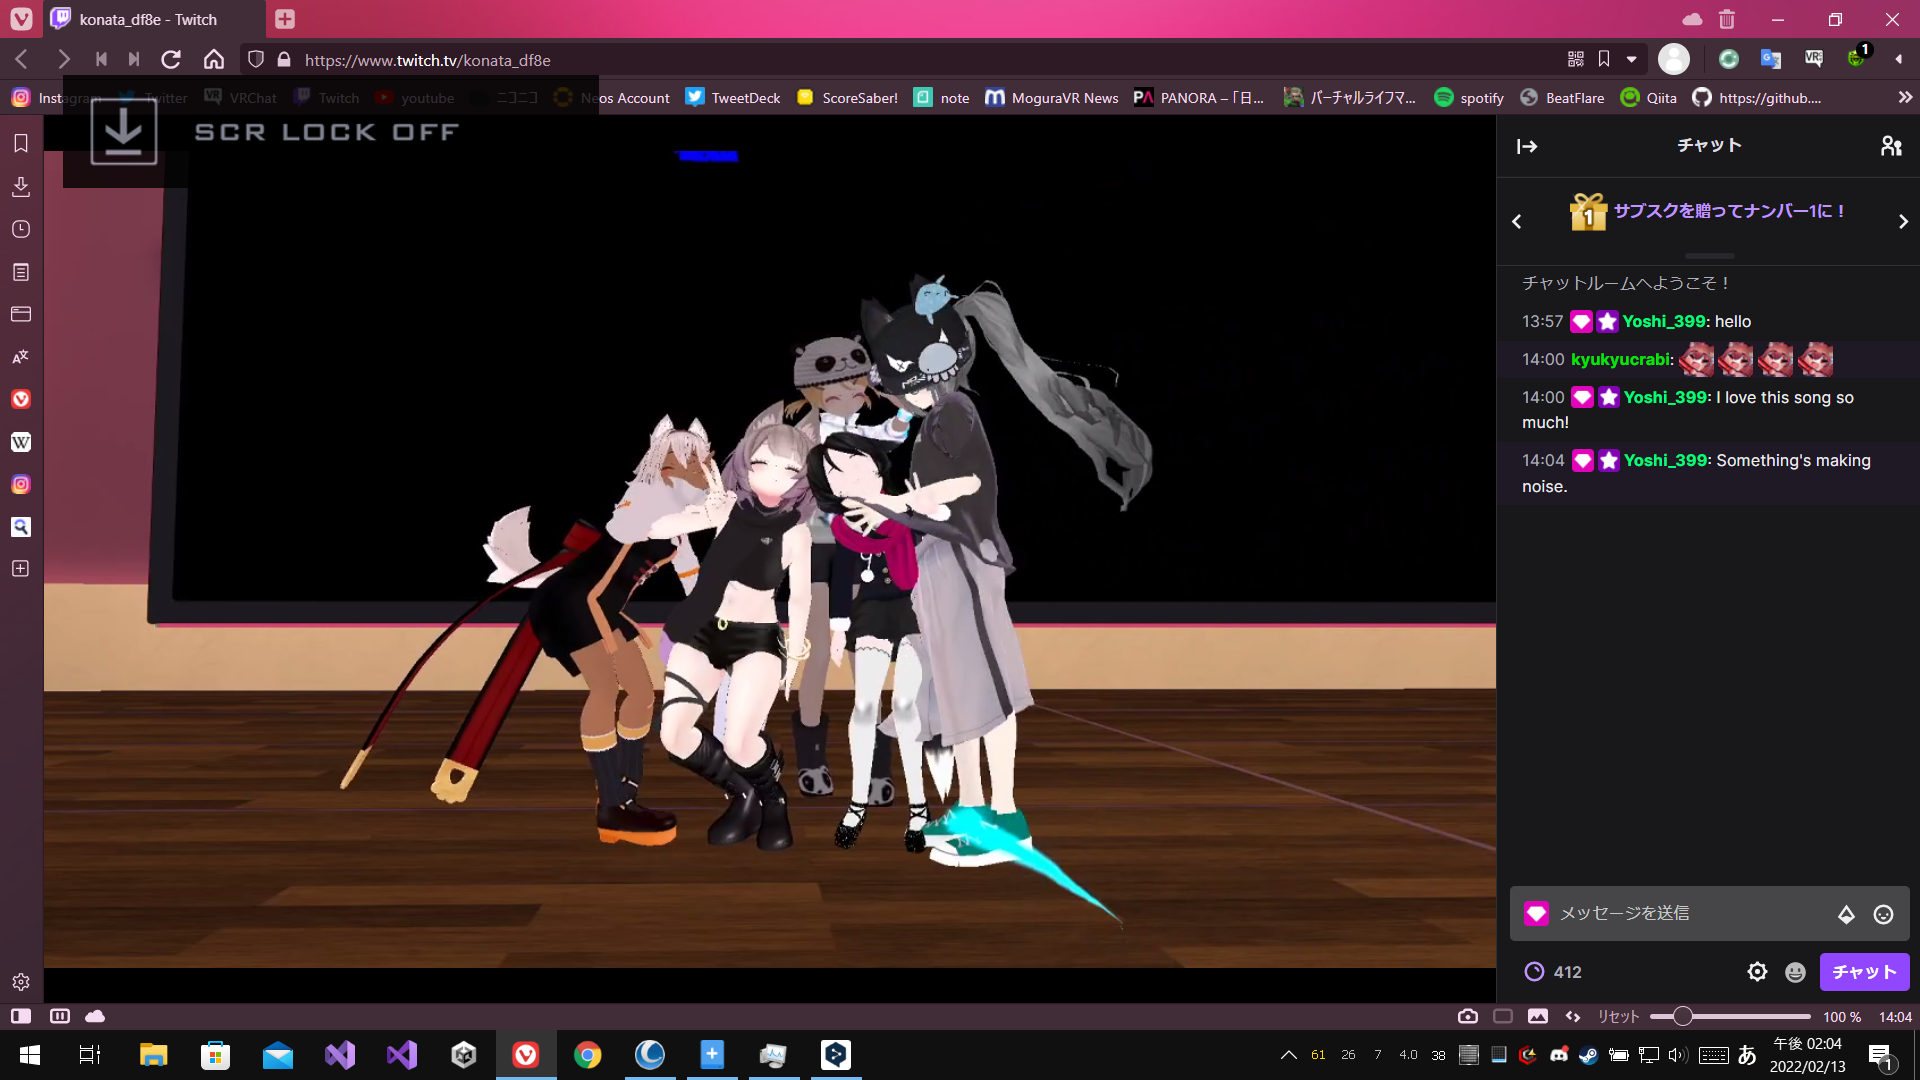 konata_df8e - Twitch
https://www.twitch.tv/konata_df8e
1
Instagram
Twitter
VRChat
Twitch
youtube
ニコニコ
Neos Account
TweetDeck
ScoreSaber!
note
MoguraVR News
PANORA – 「日...
バーチャルライフマ...
spotify
BeatFlare
Qiita
https://github....
SCR LOCK OFF
チャット
1
サブスクを贈ってナンバー1に！
チャットルームへようこそ！
13:57 Yoshi_399: hello
14:00 kyukyucrabi:
14:00 Yoshi_399: I love this song so
much!
14:04 Yoshi_399: Something's making
noise.
メッセージを送信
412
チャット
リセット
100 %
14:04
61
26
7
4.0
38
あ
午後 02:04
2022/02/13
1